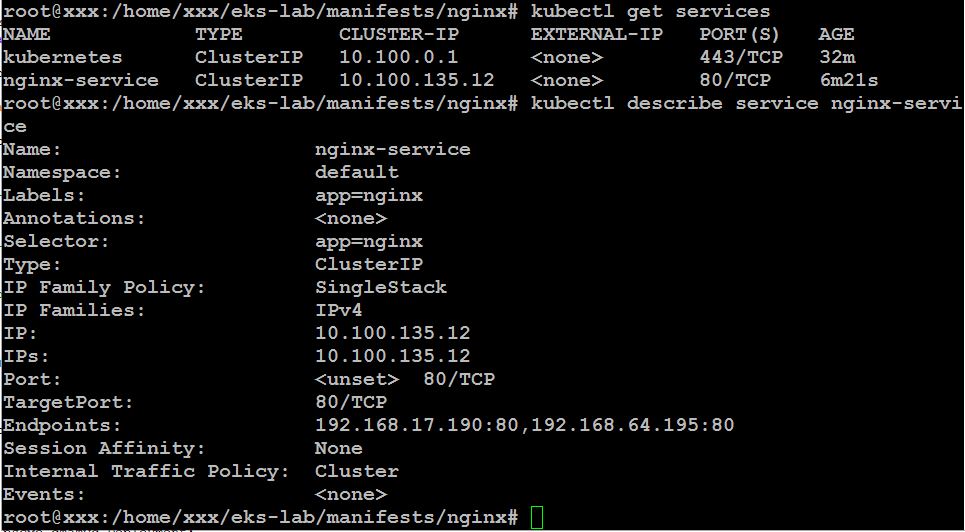 root@xxx:/home/xxx/eks-lab/manifests/nginx# kubectl get services
NAME            TYPE        CLUSTER-IP      EXTERNAL-IP   PORT(S)   AGE
kubernetes      ClusterIP   10.100.0.1      <none>        443/TCP   32m
nginx-service   ClusterIP   10.100.135.12   <none>        80/TCP    6m21s
root@xxx:/home/xxx/eks-lab/manifests/nginx# kubectl describe service nginx-servi
ce
Name:                     nginx-service
Namespace:                default
Labels:                   app=nginx
Annotations:              <none>
Selector:                 app=nginx
Type:                     ClusterIP
IP Family Policy:         SingleStack
IP Families:              IPv4
IP:                       10.100.135.12
IPs:                      10.100.135.12
Port:                     <unset>  80/TCP
TargetPort:               80/TCP
Endpoints:                192.168.17.190:80,192.168.64.195:80
Session Affinity:         None
Internal Traffic Policy:  Cluster
Events:                   <none>
root@xxx:/home/xxx/eks-lab/manifests/nginx#